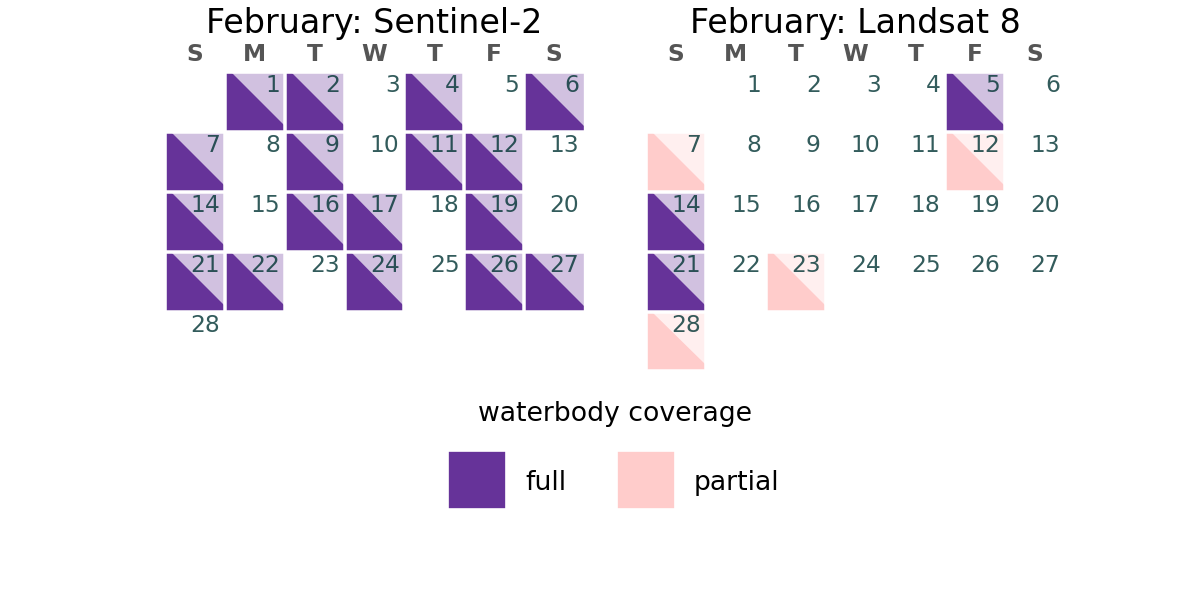 February: Sentinel-2
S M T W T F S
1 2 3 4 5 6
7 8 9 10 11 12 13
14 15 16 17 18 19 20
21 22 23 24 25 26 27
28
February: Landsat 8
S M T W T F S
1 2 3 4 5 6
7 8 9 10 11 12 13
14 15 16 17 18 19 20
21 22 23 24 25 26 27
28
waterbody coverage
full partial